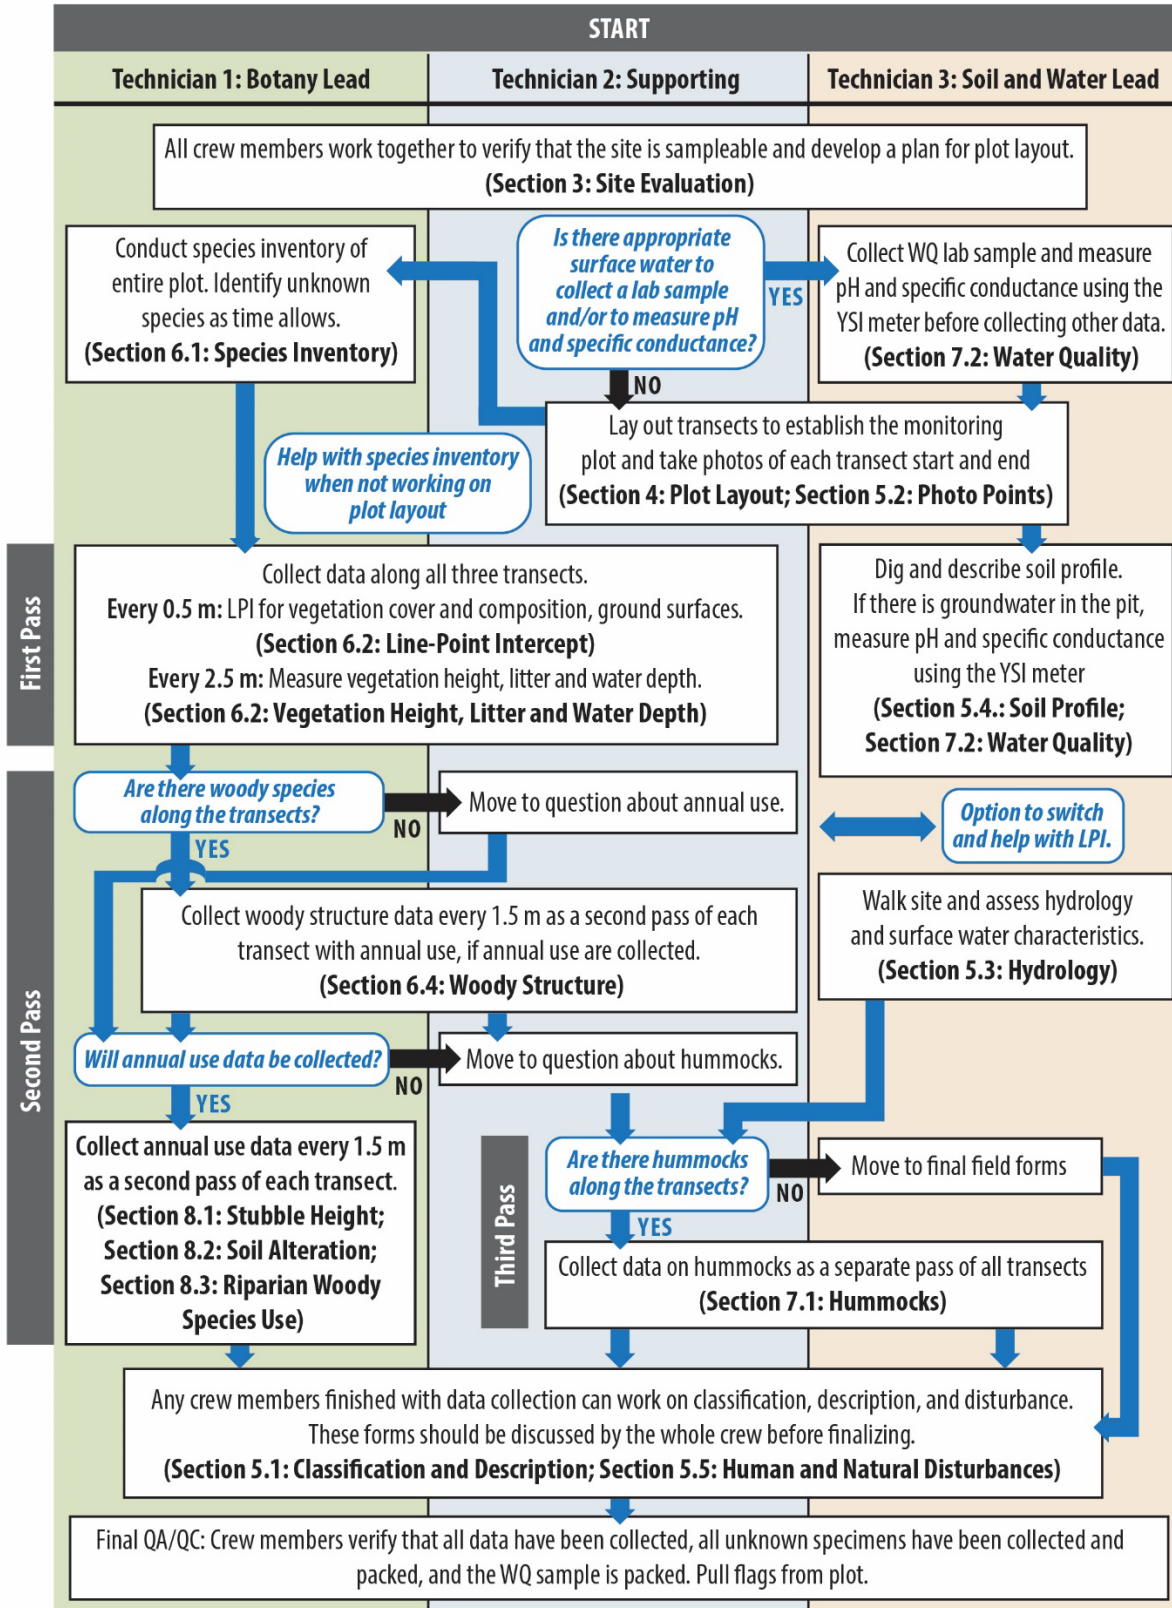 START
Technician 1: Botany Lead
Technician 2: Supporting
Technician 3: Soil and Water Lead
All crew members work together to verify that the site is sampleable and develop a plan for plot layout.
(Section 3: Site Evaluation)
Conduct species inventory of
entire plot. Identify unknown
species as time allows.
(Section 6.1: Species Inventory)
Is there appropriate
surface water to
collect a lab sample
and/or to measure pH
and specific conductance?
YES
NO
Collect WQ lab sample and measure
pH and specific conductance using the
YSI meter before collecting other data.
(Section 7.2: Water Quality)
Lay out transects to establish the monitoring
plot and take photos of each transect start and end
(Section 4: Plot Layout; Section 5.2: Photo Points)
Help with species inventory
when not working on
plot layout
First Pass
Collect data along all three transects.
Every 0.5 m: LPI for vegetation cover and composition, ground surfaces.
(Section 6.2: Line-Point Intercept)
Every 2.5 m: Measure vegetation height, litter and water depth.
(Section 6.2: Vegetation Height, Litter and Water Depth)
Dig and describe soil profile.
If there is groundwater in the pit,
measure pH and specific conductance
using the YSI meter
(Section 5.4.: Soil Profile;
Section 7.2: Water Quality)
Second Pass
Are there woody species
along the transects?
NO
YES
Move to question about annual use.
Option to switch
and help with LPI.
Collect woody structure data every 1.5 m as a second pass of each
transect with annual use, if annual use are collected.
(Section 6.4: Woody Structure)
Walk site and assess hydrology
and surface water characteristics.
(Section 5.3: Hydrology)
Will annual use data be collected?
NO
YES
Move to question about hummocks.
Collect annual use data every 1.5 m
as a second pass of each transect.
(Section 8.1: Stubble Height;
Section 8.2: Soil Alteration;
Section 8.3: Riparian Woody
Species Use)
Third Pass
Are there hummocks
along the transects?
NO
YES
Move to final field forms
Collect data on hummocks as a separate pass of all transects
(Section 7.1: Hummocks)
Any crew members finished with data collection can work on classification, description, and disturbance.
These forms should be discussed by the whole crew before finalizing.
(Section 5.1: Classification and Description; Section 5.5: Human and Natural Disturbances)
Final QA/QC: Crew members verify that all data have been collected, all unknown specimens have been collected and
packed, and the WQ sample is packed. Pull flags from plot.